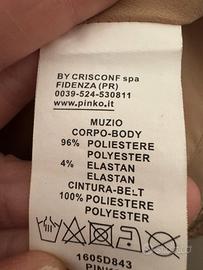 BY CRISCONF spa
FIDENZA (PR)
0039-524-530811
www.pinko.it
MUZIO
CORPO-BODY
96% POLIESTERE
POLYESTER
4% ELASTAN
ELASTAN
CINTURA-BELT
100% POLIESTERE
POLYESTER
1605D843